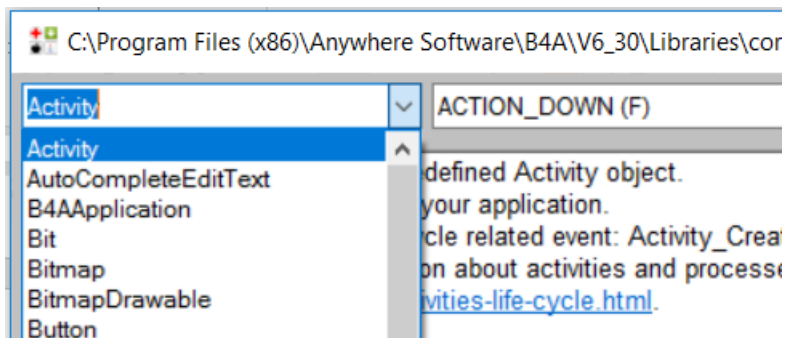 C:\Program Files (x86)\Anywhere Software\B4A\V6_30\Libraries\cor
Activity
ACTION_DOWN (F)
Activity
AutoCompleteEditText
B4AApplication
Bit
Bitmap
BitmapDrawable
Button
defined Activity object.
your application.
cle related event: Activity_Crea
on about activities and processe
ivities-life-cycle.html.